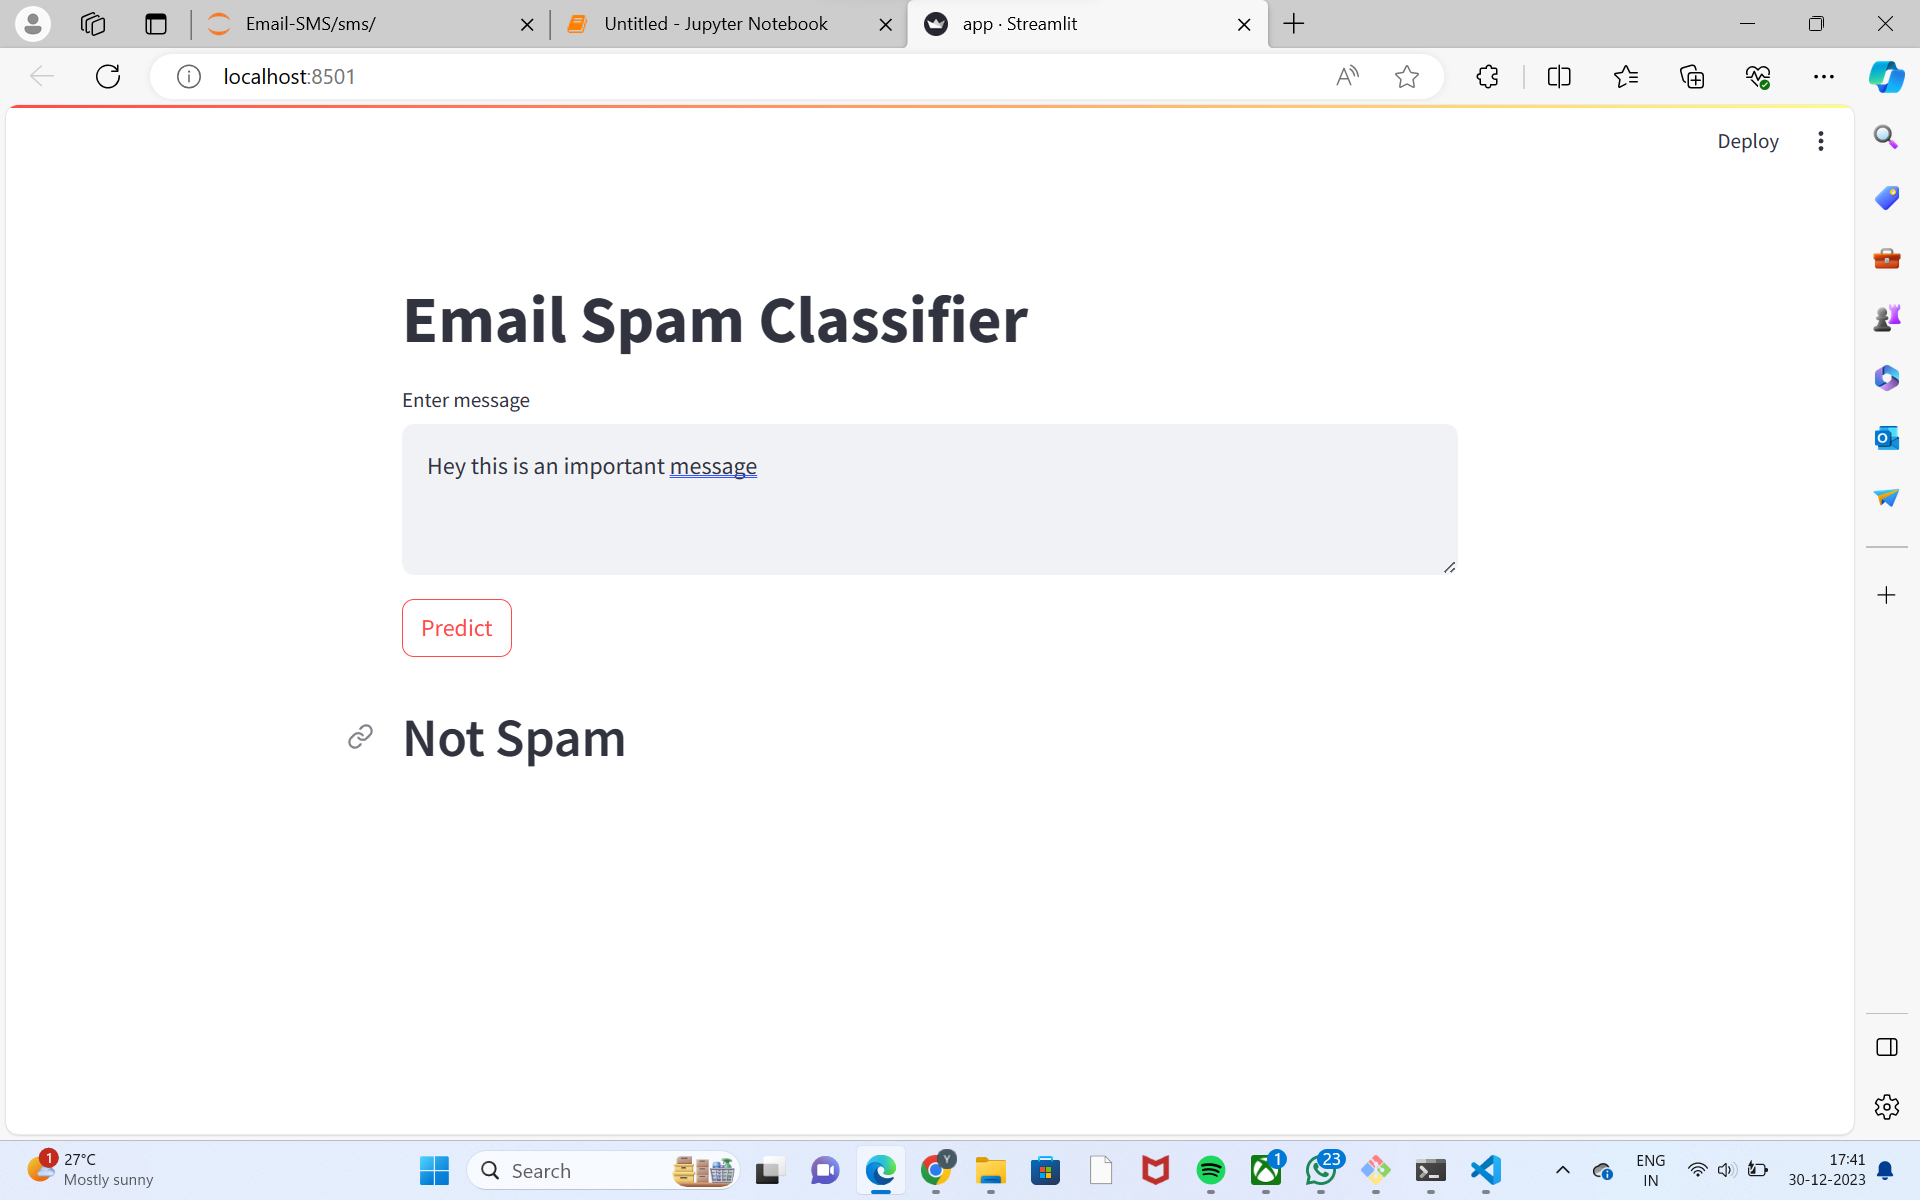 Email-SMS/sms/
Untitled - Jupyter Notebook
app · Streamlit
localhost:8501
Deploy
Email Spam Classifier
Enter message
Hey this is an important message
Predict
Not Spam
1
27°C
Mostly sunny
Search
Y
1
23
ENG
IN
17:41
30-12-2023